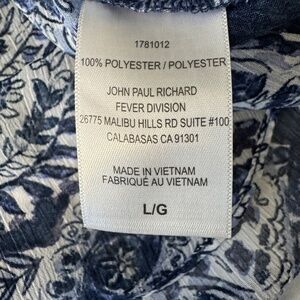 1781012
100% POLYESTER / POLYESTER
JOHN PAUL RICHARD
FEVER DIVISION
26775 MALIBU HILLS RD SUITE #100
CALABASAS CA 91301
MADE IN VIETNAM
FABRIQUÉ AU VIETNAM
L/G